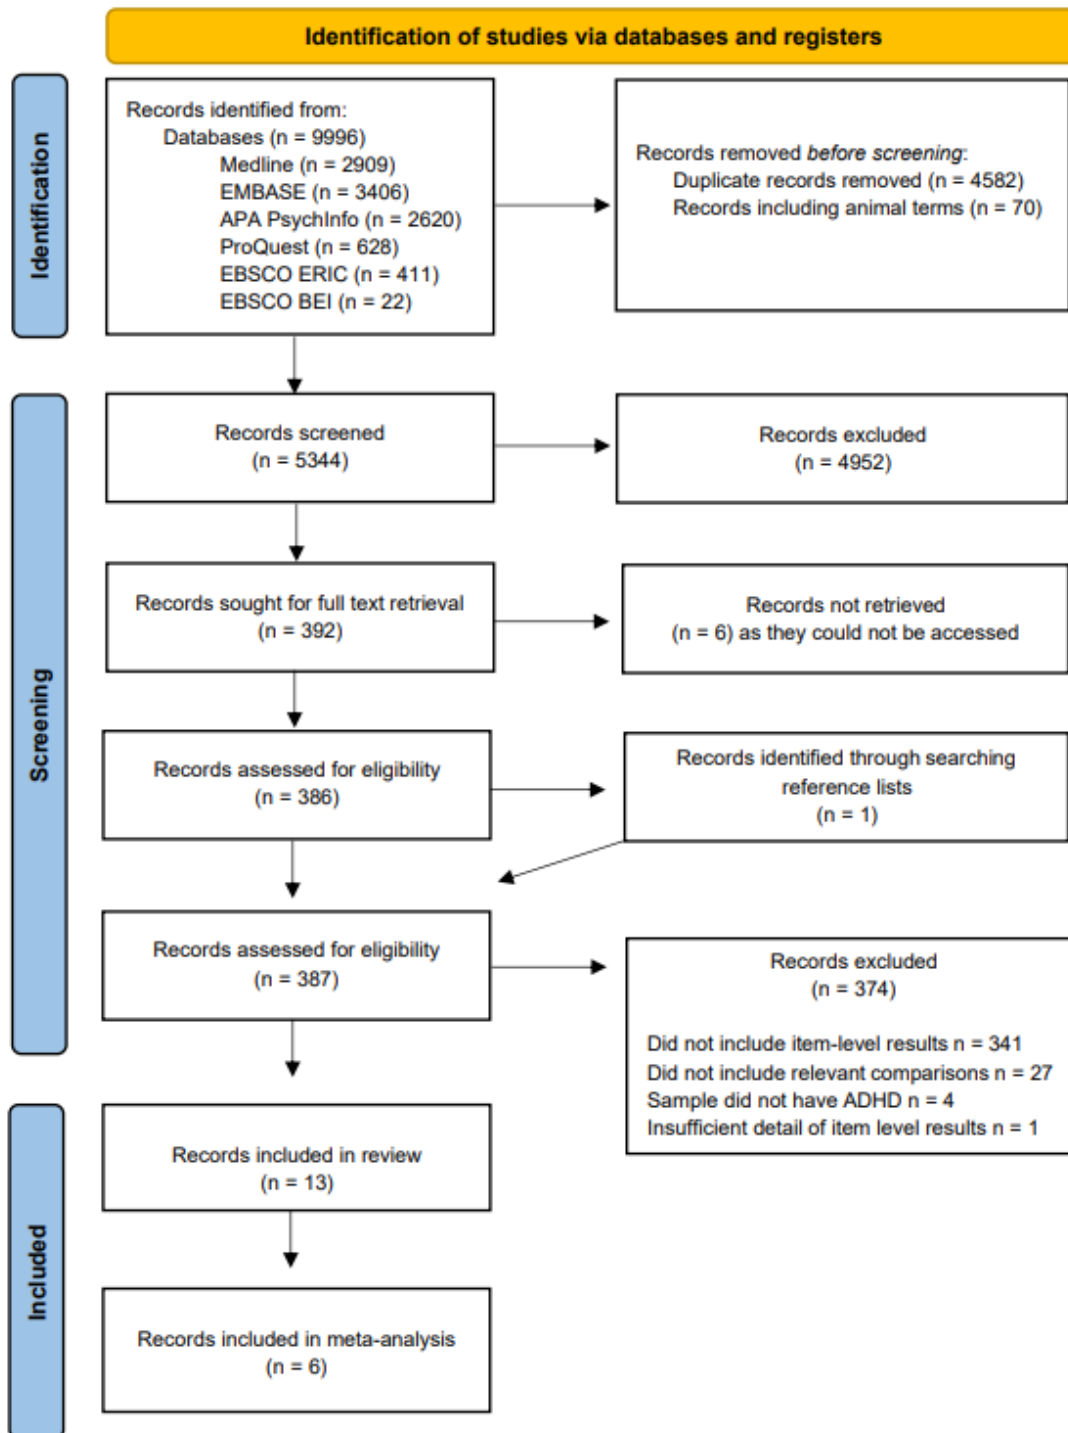 Identification of studies via databases and registers
Identification
Records identified from:
Databases (n = 9996)
Medline (n = 2909)
EMBASE (n = 3406)
APA PsychInfo (n = 2620)
ProQuest (n = 628)
EBSCO ERIC (n = 411)
EBSCO BEI (n = 22)
Records removed before screening:
Duplicate records removed (n = 4582)
Records including animal terms (n = 70)
Screening
Records screened
(n = 5344)
Records excluded
(n = 4952)
Records sought for full text retrieval
(n = 392)
Records not retrieved
(n = 6) as they could not be accessed
Records assessed for eligibility
(n = 386)
Records identified through searching
reference lists
(n = 1)
Records assessed for eligibility
(n = 387)
Records excluded
(n = 374)
Did not include item-level results n = 341
Did not include relevant comparisons n = 27
Sample did not have ADHD n = 4
Insufficient detail of item level results n = 1
Included
Records included in review
(n = 13)
Records included in meta-analysis
(n = 6)